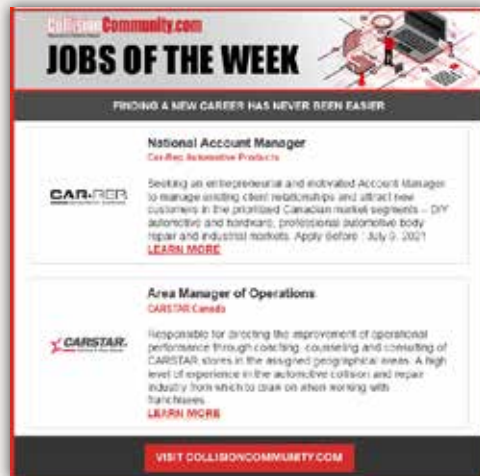 CollisionCommunity.com
JOBS OF THE WEEK
FINDING A NEW CAREER HAS NEVER BEEN EASIER
National Account Manager
Car-Rep Automotive Products
CAR-REP
Seeking an entrepreneurial and motivated Account Manager
to manage existing client relationships and attract new
customers in the prioritized Canadian market segments – DIY
automotive and hardware, professional automotive body
repair and industrial markets. Apply Before : July 9, 2021
LEARN MORE
Area Manager of Operations
CARSTAR Canada
CARSTAR.
Responsible for directing the improvement of operational
performance through coaching, counseling and consulting of
CARSTAR stores in the assigned geographical areas. A high
level of experience in the automotive collision and repair
industry from which to draw on when working with
franchisees.
LEARN MORE
VISIT COLLISIONCOMMUNITY.COM